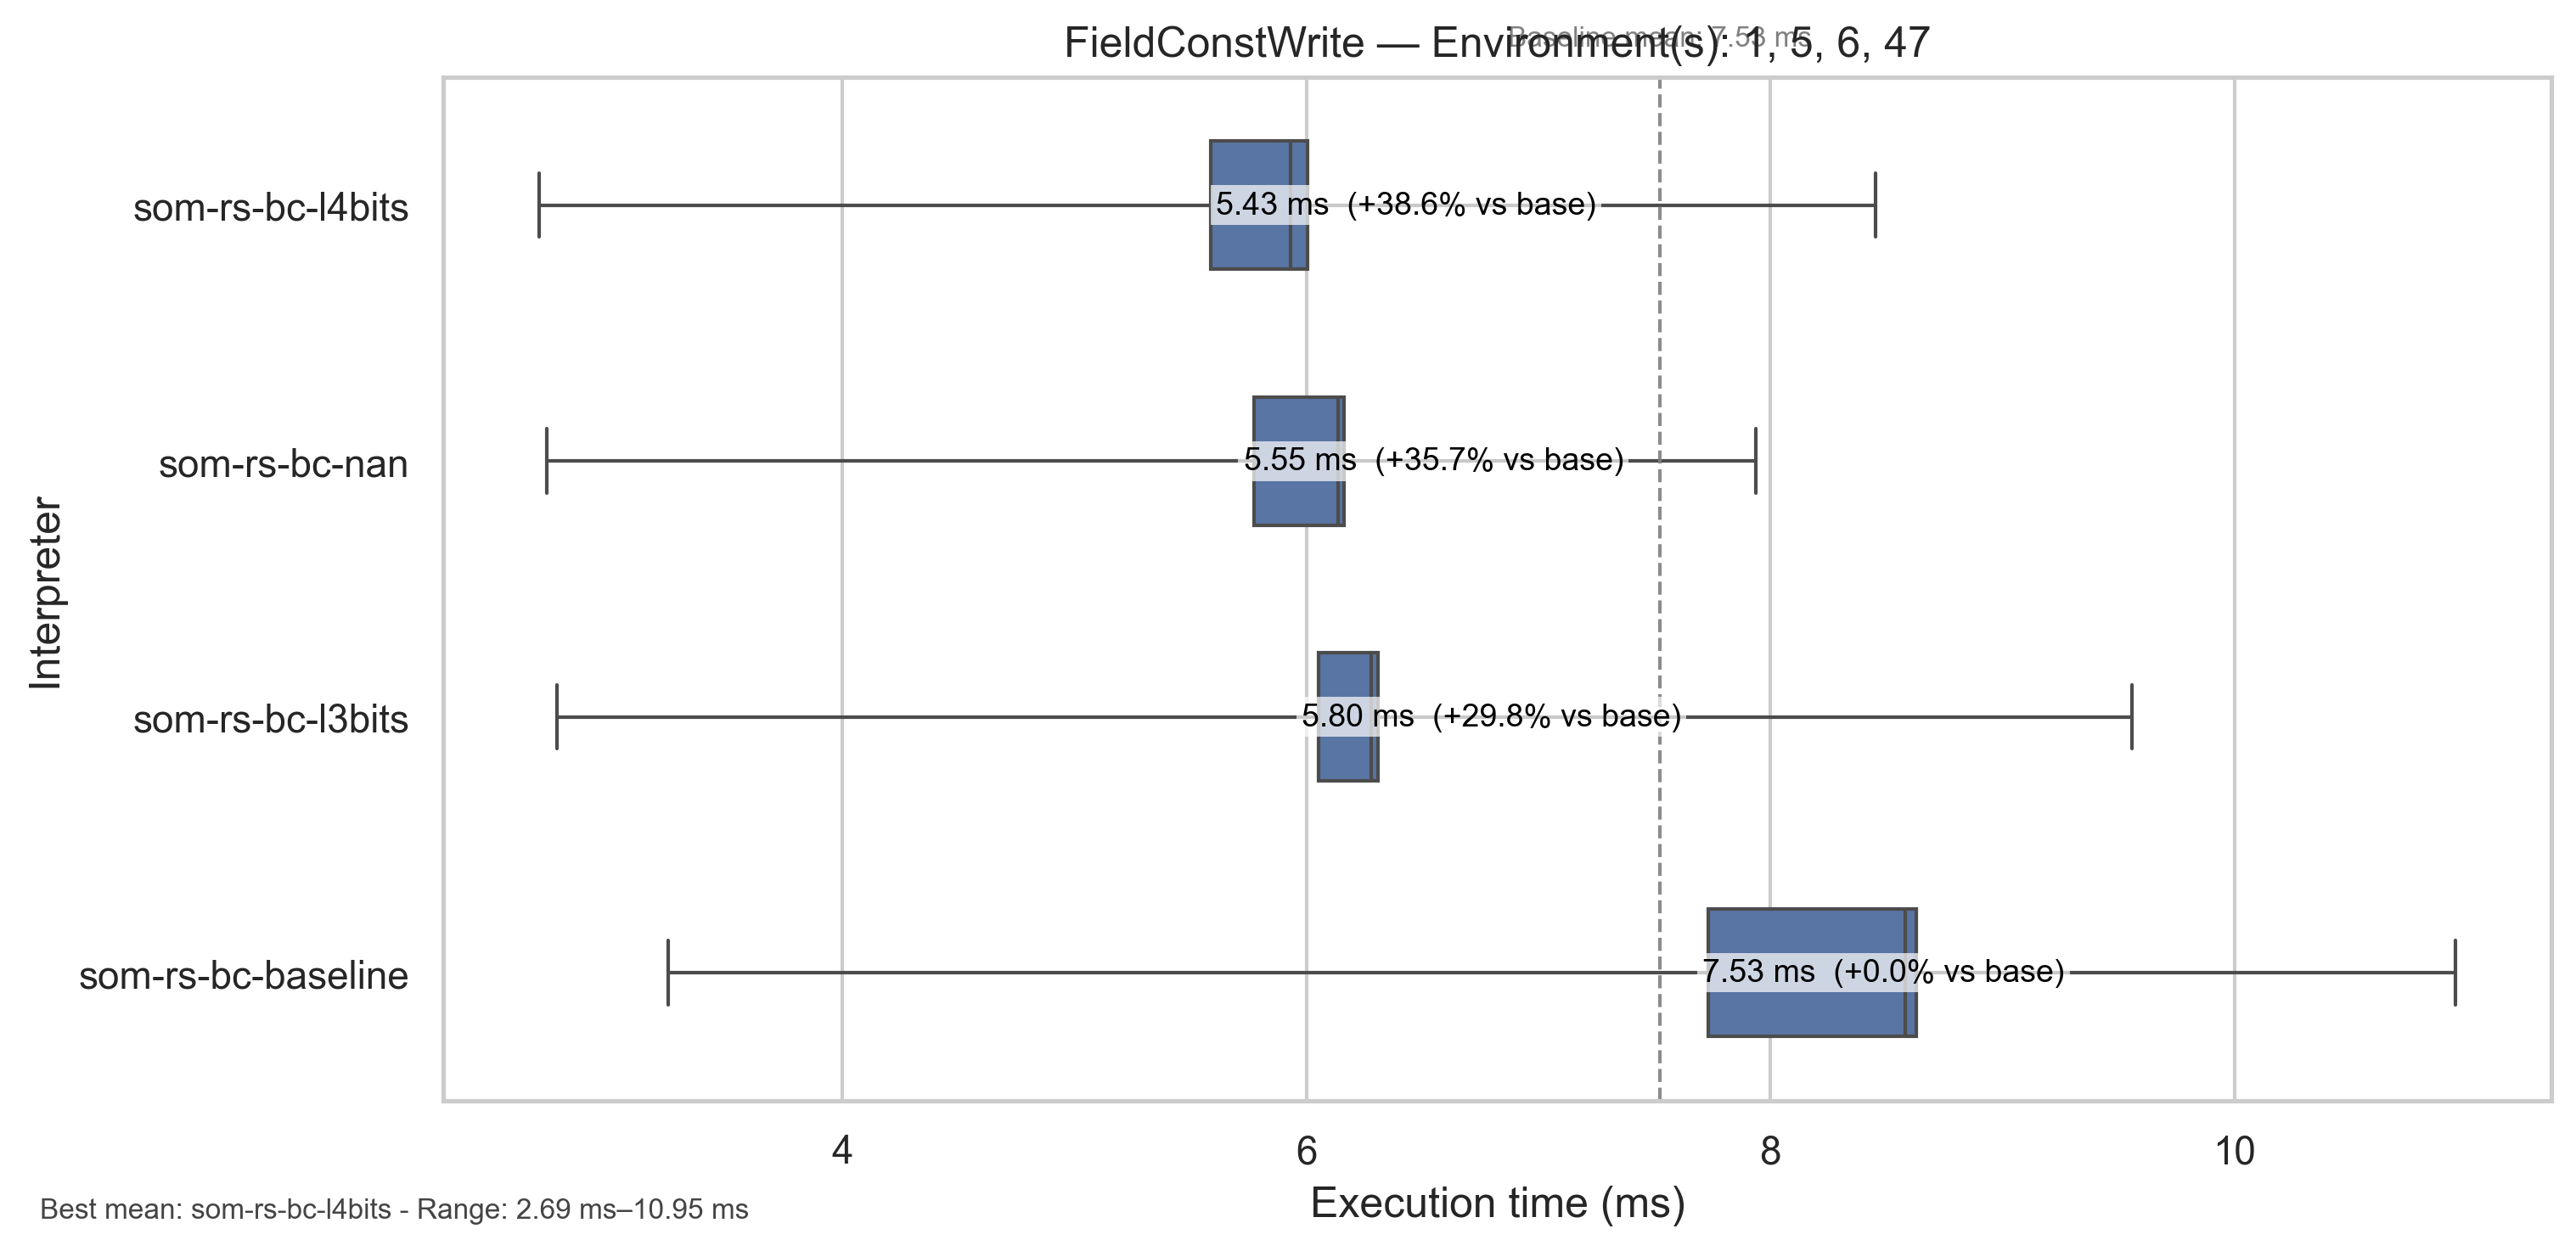 FieldConstWrite — Environment(s): 1, 5, 6, 47
Baseline mean: 7.53 ms
Interpreter
som-rs-bc-l4bits
5.43 ms (+38.6% vs base)
som-rs-bc-nan
5.55 ms (+35.7% vs base)
som-rs-bc-l3bits
5.80 ms (+29.8% vs base)
som-rs-bc-baseline
7.53 ms (+0.0% vs base)
4 6 8 10
Execution time (ms)
Best mean: som-rs-bc-l4bits - Range: 2.69 ms–10.95 ms